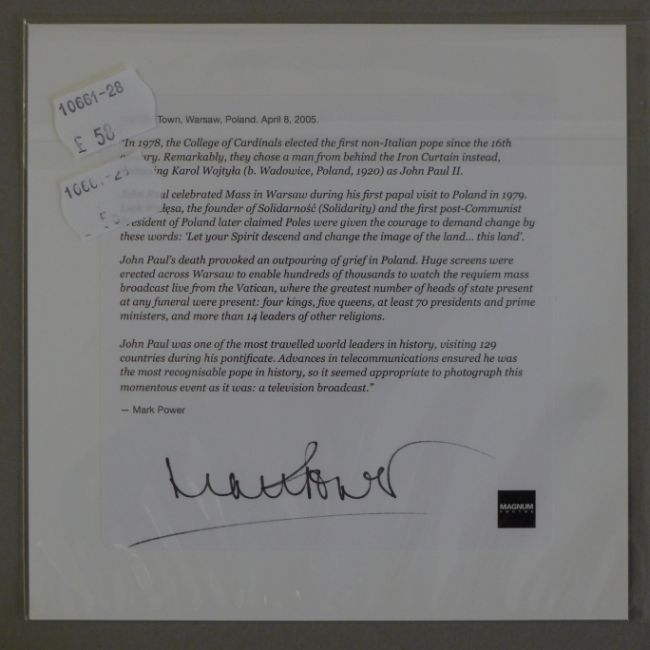 10661-28
£ 58
Town, Warsaw, Poland. April 8, 2005.
"In 1978, the College of Cardinals elected the first non-Italian pope since the 16th
Remarkably, they chose a man from behind the Iron Curtain instead,
Karol Wojtyła (b. Wadowice, Poland, 1920) as John Paul II.
celebrated Mass in Warsaw during his first papal visit to Poland in 1979.
the founder of Solidarność (Solidarity) and the first post-Communist
President of Poland later claimed Poles were given the courage to demand change by
these words: 'Let your Spirit descend and change the image of the land... this land'.
John Paul's death provoked an outpouring of grief in Poland. Huge screens were
erected across Warsaw to enable hundreds of thousands to watch the requiem mass
broadcast live from the Vatican, where the greatest number of heads of state present
at any funeral were present: four kings, five queens, at least 70 presidents and prime
ministers, and more than 14 leaders of other religions.
John Paul was one of the most travelled world leaders in history, visiting 129
countries during his pontificate. Advances in telecommunications ensured he was
the most recognisable pope in history, so it seemed appropriate to photograph this
momentous event as it was: a television broadcast."
— Mark Power
Mark Power
MAGNUM
PHOTOS